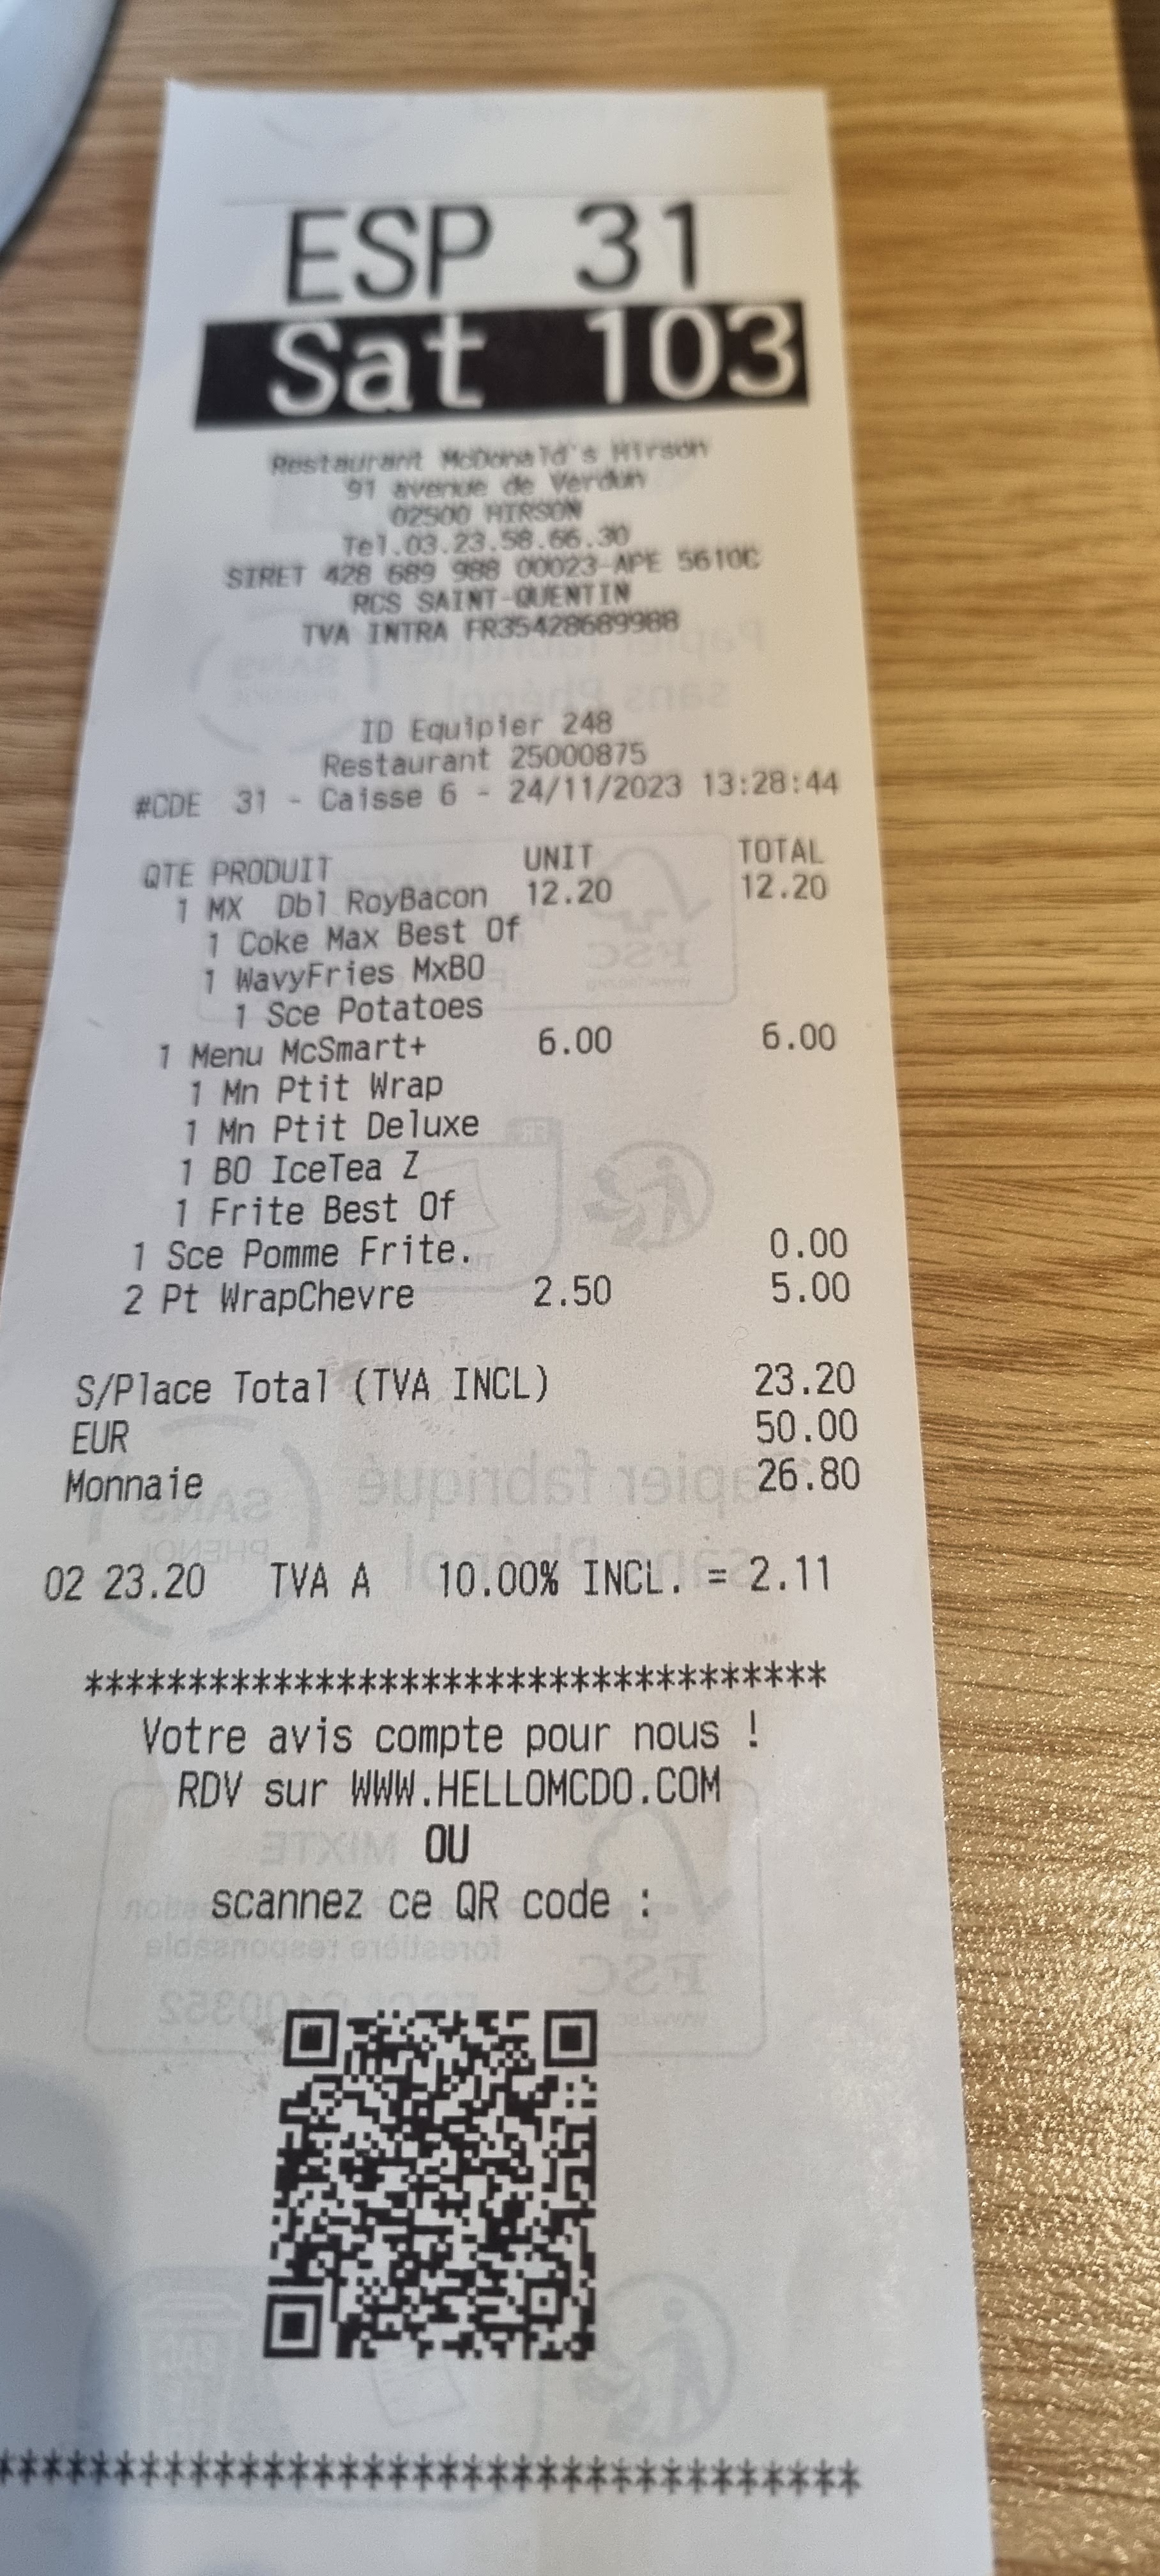 ESP 31
Sat 103
Restaurant McDonald's Hirson
91 avenue de Verdun
02500 HIRSON
Tel.03.23.58.66.30
SIRET 428 689 988 00023-APE 5610C
RCS SAINT-QUENTIN
TVA INTRA FR35428689988
ID Equipier 248
Restaurant 25000875
#CDE 31 - Caisse 6 - 24/11/2023 13:28:44
QTE PRODUIT UNIT TOTAL
1 MX Dbl RoyBacon 12.20 12.20
1 Coke Max Best Of
1 WavyFries MxBO
1 Sce Potatoes
1 Menu McSmart+ 6.00 6.00
1 Mn Ptit Wrap
1 Mn Ptit Deluxe
1 BO IceTea Z
1 Frite Best Of
1 Sce Pomme Frite. 0.00
2 Pt WrapChevre 2.50 5.00
S/Place Total (TVA INCL) 23.20
EUR 50.00
Monnaie 26.80
02 23.20 TVA A 10.00% INCL. = 2.11
***********************************
Votre avis compte pour nous !
RDV sur WWW.HELLOMCDO.COM
OU
scannez ce QR code :
***********************************